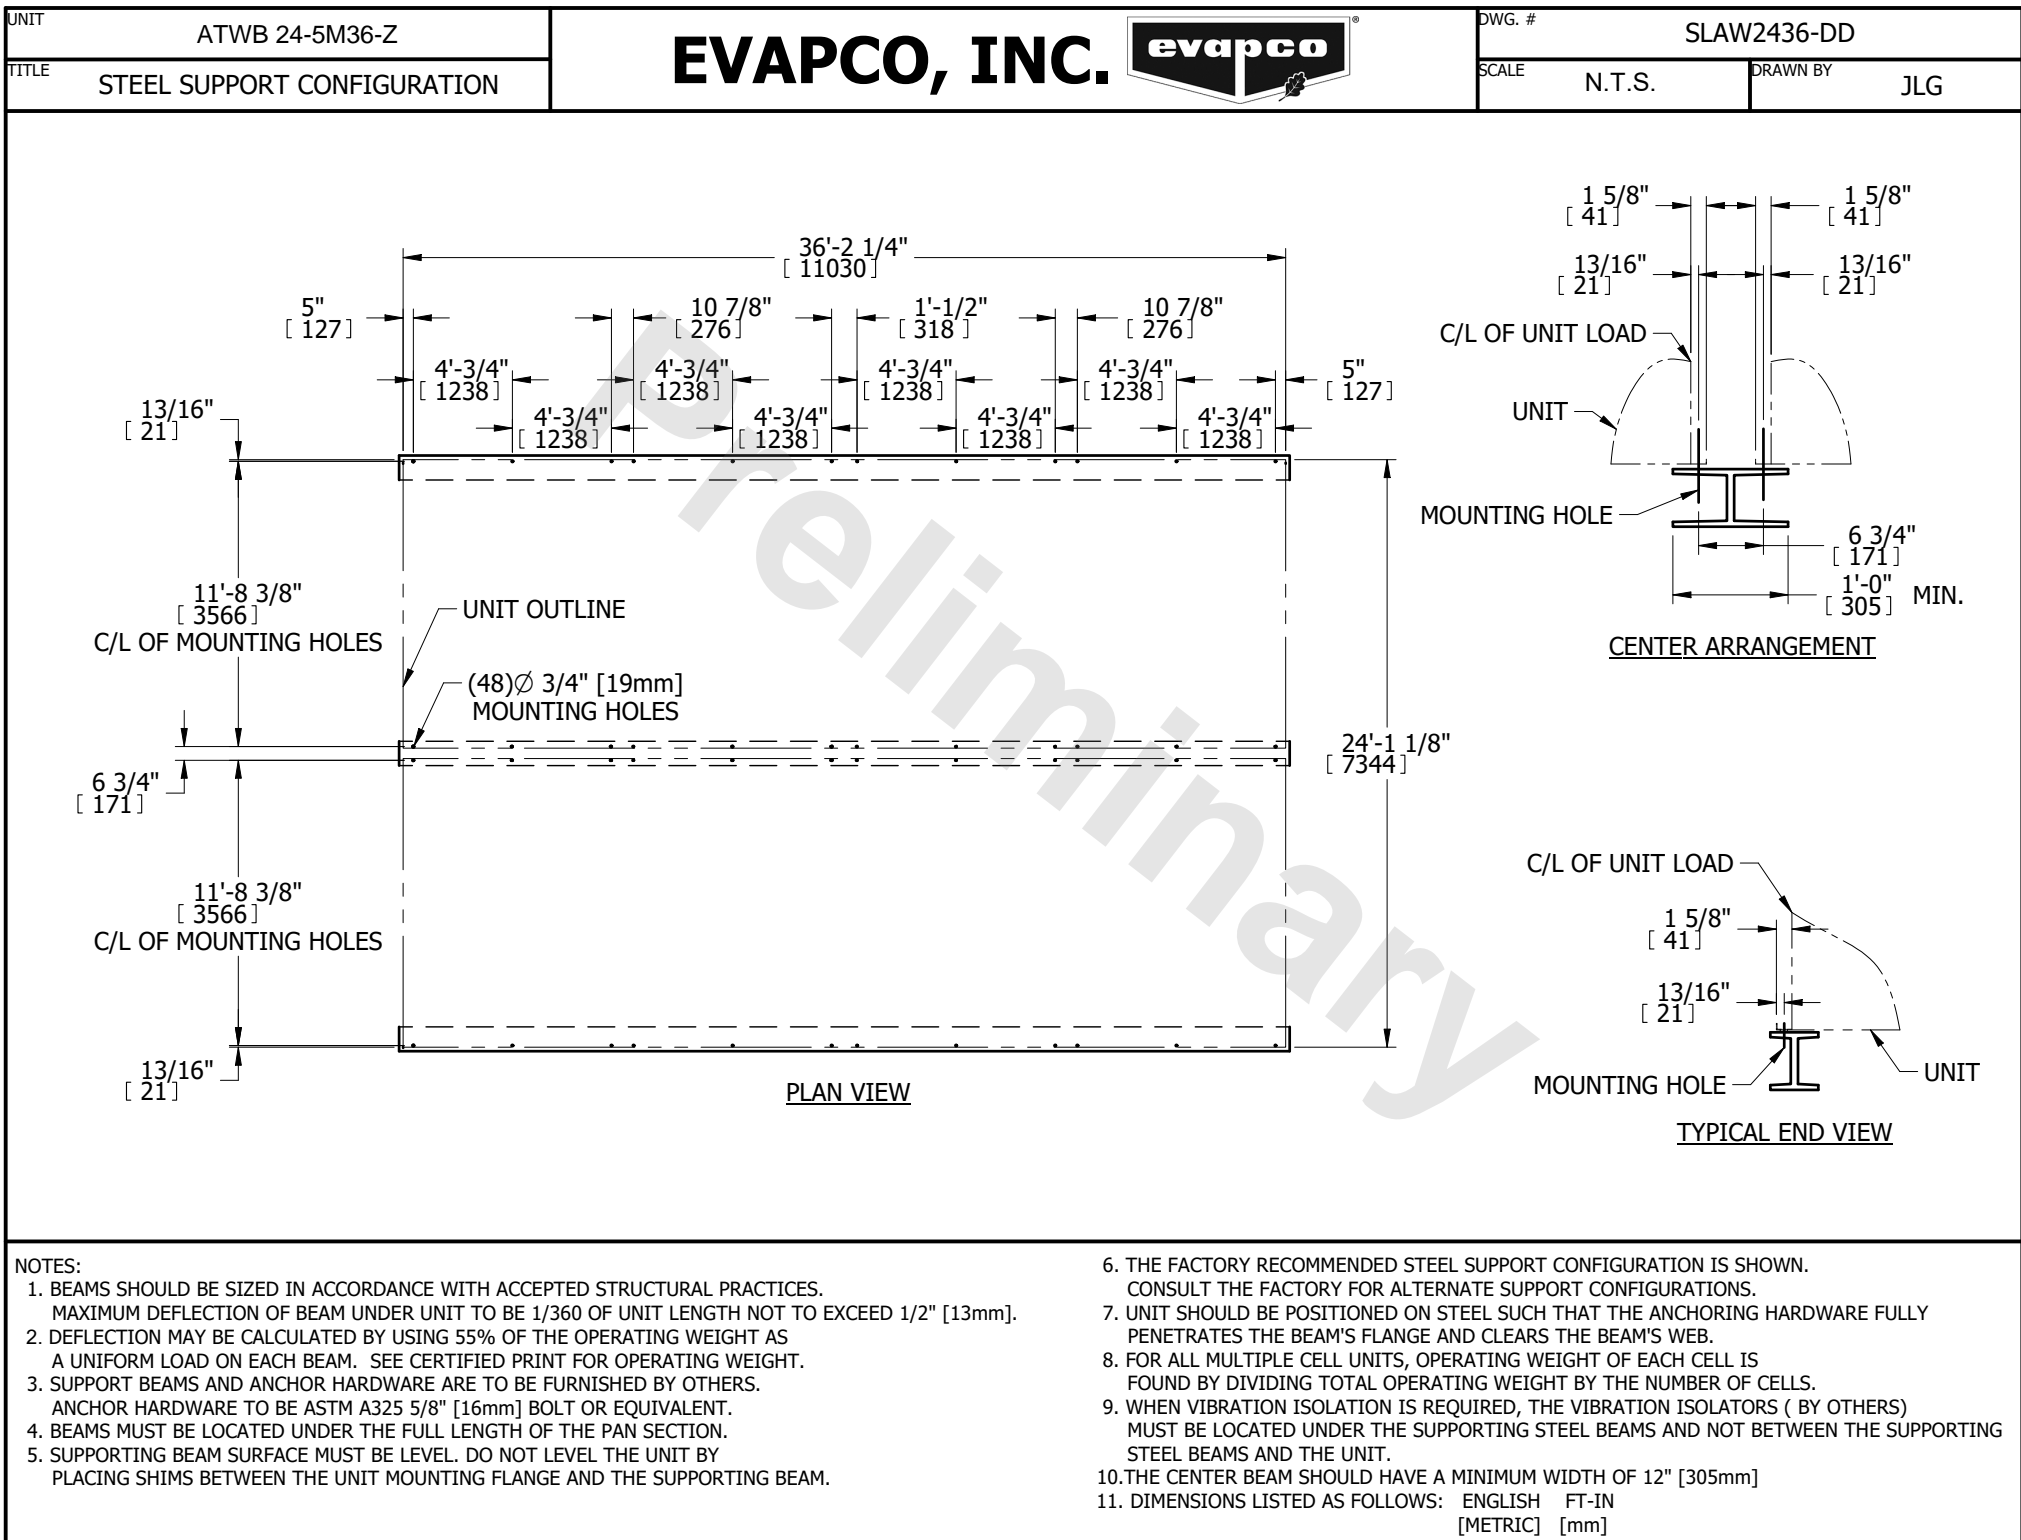 UNIT
ATWB 24-5M36-Z
TITLE
STEEL SUPPORT CONFIGURATION
EVAPCO, INC.
evapco
®
DWG. #
SLAW2436-DD
SCALE
N.T.S.
DRAWN BY
JLG
36'-2 1/4"
[ 11030]
5"
[ 127]
10 7/8"
[ 276]
1'-1/2"
[ 318 ]
10 7/8"
[ 276]
4'-3/4"
[ 1238]
4'-3/4"
[ 1238]
4'-3/4"
[ 1238]
4'-3/4"
[ 1238]
5"
[ 127]
4'-3/4"
[ 1238]
4'-3/4"
[ 1238]
4'-3/4"
[ 1238]
4'-3/4"
[ 1238]
13/16"
[ 21]
11'-8 3/8"
[ 3566]
C/L OF MOUNTING HOLES
UNIT OUTLINE
(48)Ø 3/4" [19mm]
MOUNTING HOLES
6 3/4"
[ 171]
24'-1 1/8"
[ 7344]
11'-8 3/8"
[ 3566]
C/L OF MOUNTING HOLES
13/16"
[ 21]
PLAN VIEW
Preliminary
1 5/8"
[ 41]
1 5/8"
[ 41]
13/16"
[ 21]
13/16"
[ 21]
C/L OF UNIT LOAD
UNIT
MOUNTING HOLE
6 3/4"
[ 171]
1'-0"
[ 305] MIN.
CENTER ARRANGEMENT
C/L OF UNIT LOAD
1 5/8"
[ 41]
13/16"
[ 21]
MOUNTING HOLE
UNIT
TYPICAL END VIEW
NOTES:
1. BEAMS SHOULD BE SIZED IN ACCORDANCE WITH ACCEPTED STRUCTURAL PRACTICES.
MAXIMUM DEFLECTION OF BEAM UNDER UNIT TO BE 1/360 OF UNIT LENGTH NOT TO EXCEED 1/2" [13mm].
2. DEFLECTION MAY BE CALCULATED BY USING 55% OF THE OPERATING WEIGHT AS
A UNIFORM LOAD ON EACH BEAM. SEE CERTIFIED PRINT FOR OPERATING WEIGHT.
3. SUPPORT BEAMS AND ANCHOR HARDWARE ARE TO BE FURNISHED BY OTHERS.
ANCHOR HARDWARE TO BE ASTM A325 5/8" [16mm] BOLT OR EQUIVALENT.
4. BEAMS MUST BE LOCATED UNDER THE FULL LENGTH OF THE PAN SECTION.
5. SUPPORTING BEAM SURFACE MUST BE LEVEL. DO NOT LEVEL THE UNIT BY
PLACING SHIMS BETWEEN THE UNIT MOUNTING FLANGE AND THE SUPPORTING BEAM.
6. THE FACTORY RECOMMENDED STEEL SUPPORT CONFIGURATION IS SHOWN.
CONSULT THE FACTORY FOR ALTERNATE SUPPORT CONFIGURATIONS.
7. UNIT SHOULD BE POSITIONED ON STEEL SUCH THAT THE ANCHORING HARDWARE FULLY
PENETRATES THE BEAM'S FLANGE AND CLEARS THE BEAM'S WEB.
8. FOR ALL MULTIPLE CELL UNITS, OPERATING WEIGHT OF EACH CELL IS
FOUND BY DIVIDING TOTAL OPERATING WEIGHT BY THE NUMBER OF CELLS.
9. WHEN VIBRATION ISOLATION IS REQUIRED, THE VIBRATION ISOLATORS ( BY OTHERS)
MUST BE LOCATED UNDER THE SUPPORTING STEEL BEAMS AND NOT BETWEEN THE SUPPORTING
STEEL BEAMS AND THE UNIT.
10.THE CENTER BEAM SHOULD HAVE A MINIMUM WIDTH OF 12" [305mm]
11. DIMENSIONS LISTED AS FOLLOWS: ENGLISH FT-IN
[METRIC] [mm]